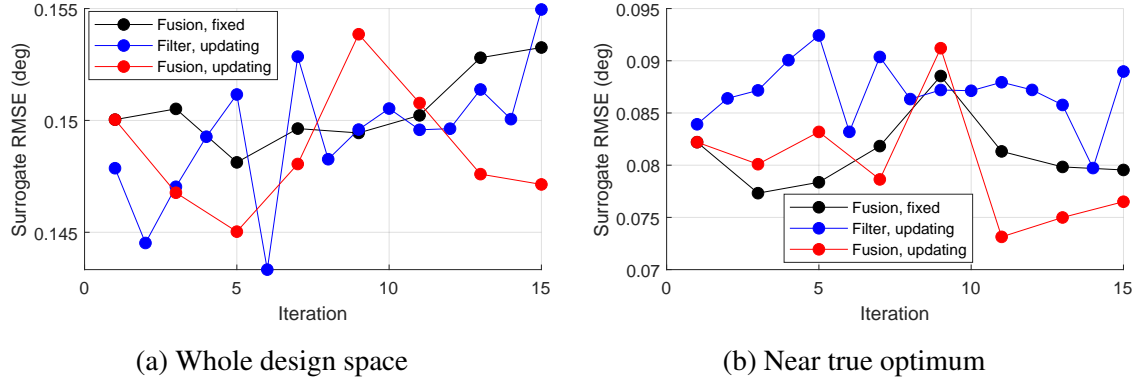 0.155
0.15
0.145
Surrogate RMSE (deg)
Fusion, fixed
Filter, updating
Fusion, updating
0
5
10
15
Iteration
(a) Whole design space
0.095
0.09
0.085
0.08
0.075
0.07
Surrogate RMSE (deg)
Fusion, fixed
Filter, updating
Fusion, updating
0
5
10
15
Iteration
(b) Near true optimum